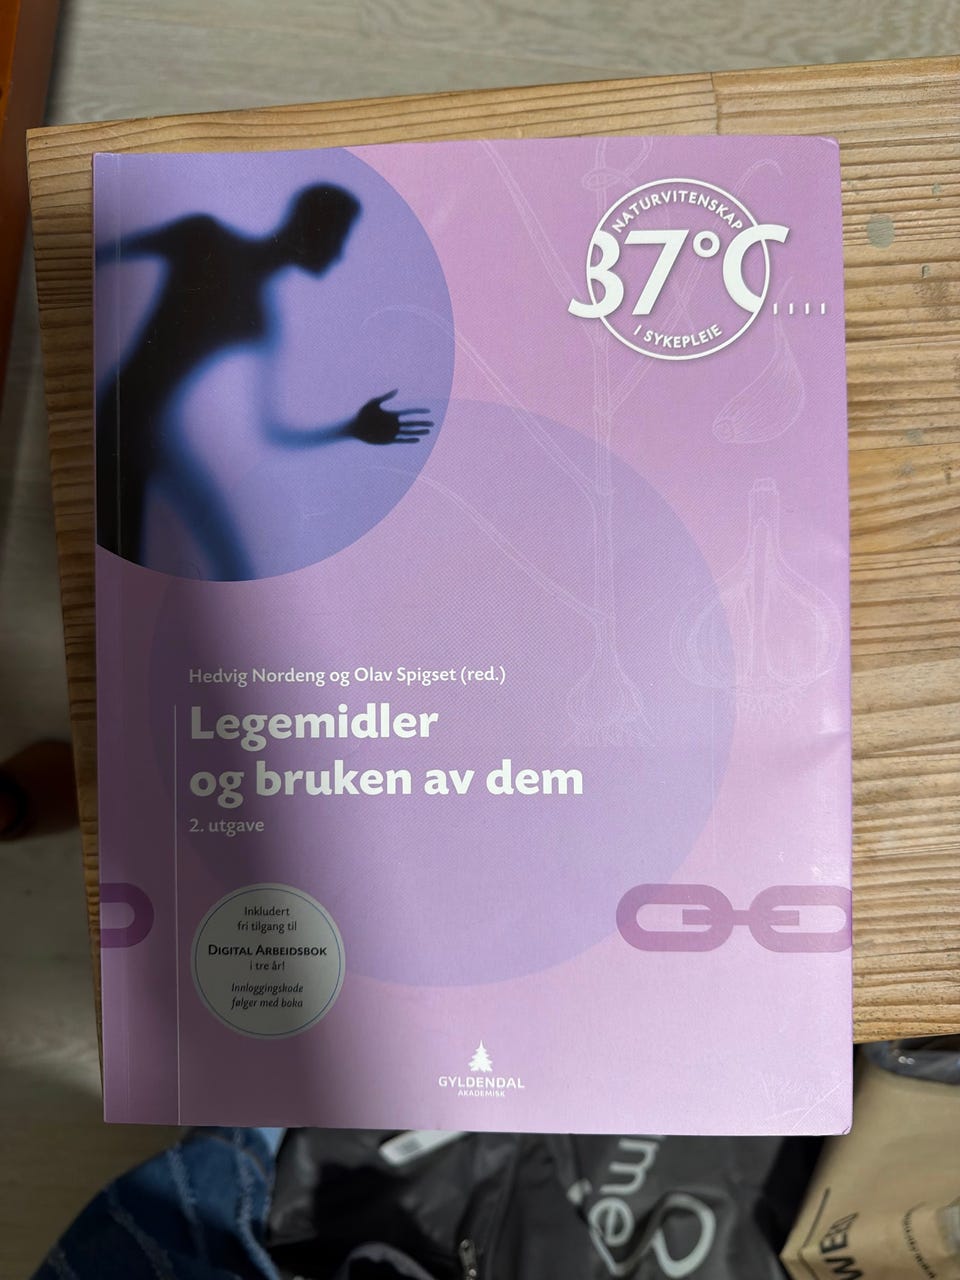 NATURVITENSKAP
37°C
I SYKEPLEIE
Hedvig Nordeng og Olav Spigset (red.)
Legemidler
og bruken av dem
2. utgave
Inkludert
fri tilgang til
DIGITAL ARBEIDSBOK
i tre år!
Innloggingskode
følger med boka
GYLDENDAL
AKADEMISK
me